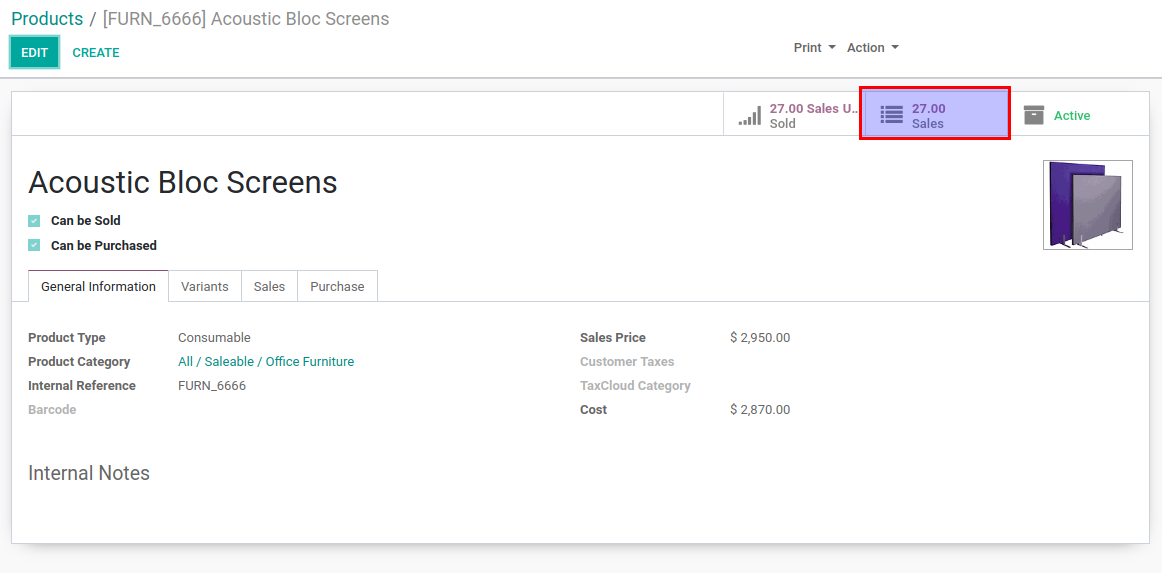 Products / [FURN_6666] Acoustic Bloc Screens
EDIT CREATE Print Action
27.00 Sales U... 27.00 Active
Sold Sales
Acoustic Bloc Screens
Can be Sold
Can be Purchased
General Information Variants Sales Purchase
Product Type Consumable Sales Price $ 2,950.00
Product Category All / Saleable / Office Furniture Customer Taxes
Internal Reference FURN_6666 TaxCloud Category
Barcode Cost $ 2,870.00
Internal Notes